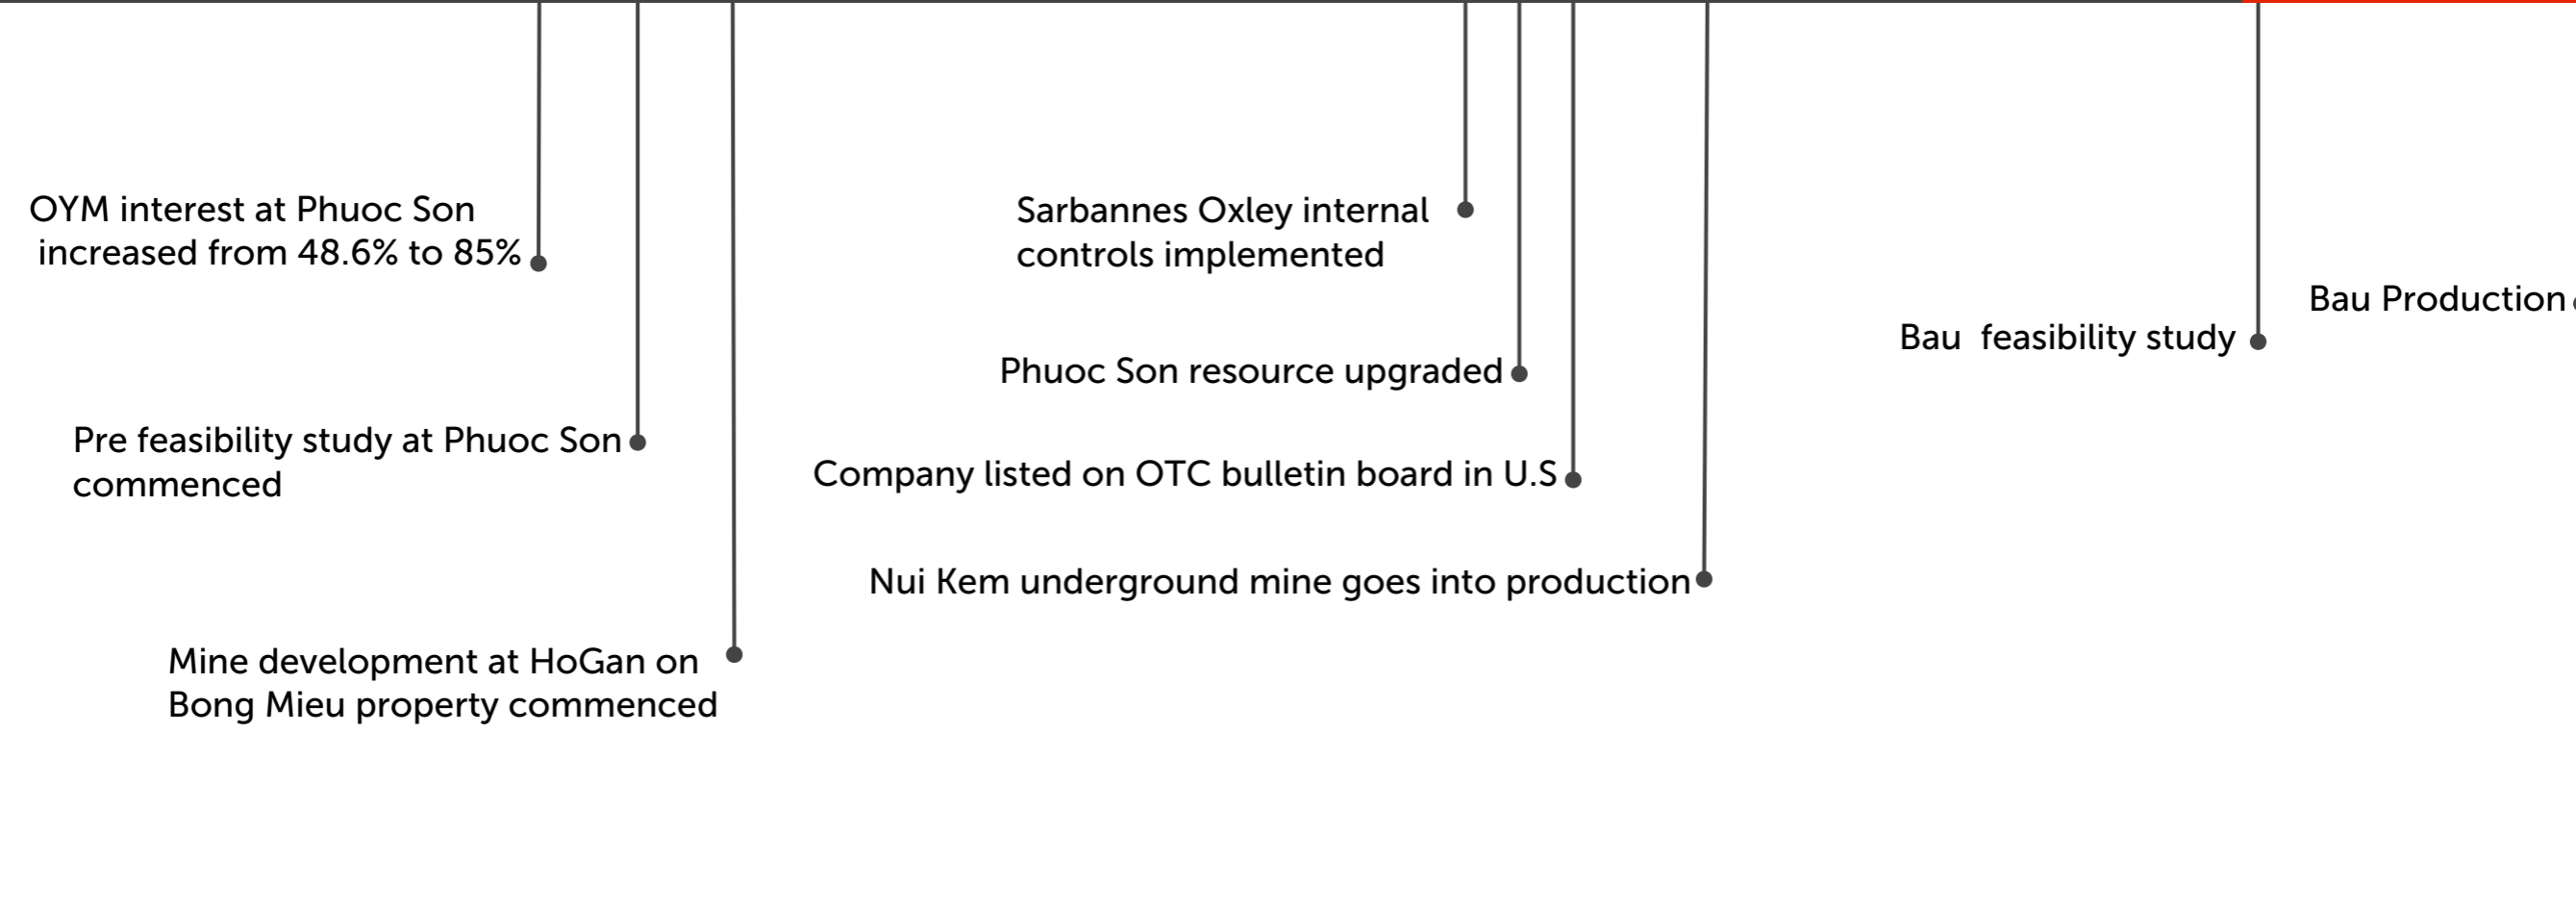 OYM interest at Phuoc Son
increased from 48.6% to 85%
Pre feasibility study at Phuoc Son
commenced
Mine development at HoGan on
Bong Mieu property commenced
Sarbannes Oxley internal
controls implemented
Phuoc Son resource upgraded
Company listed on OTC bulletin board in U.S
Nui Kem underground mine goes into production
Bau  feasibility study
Bau Production